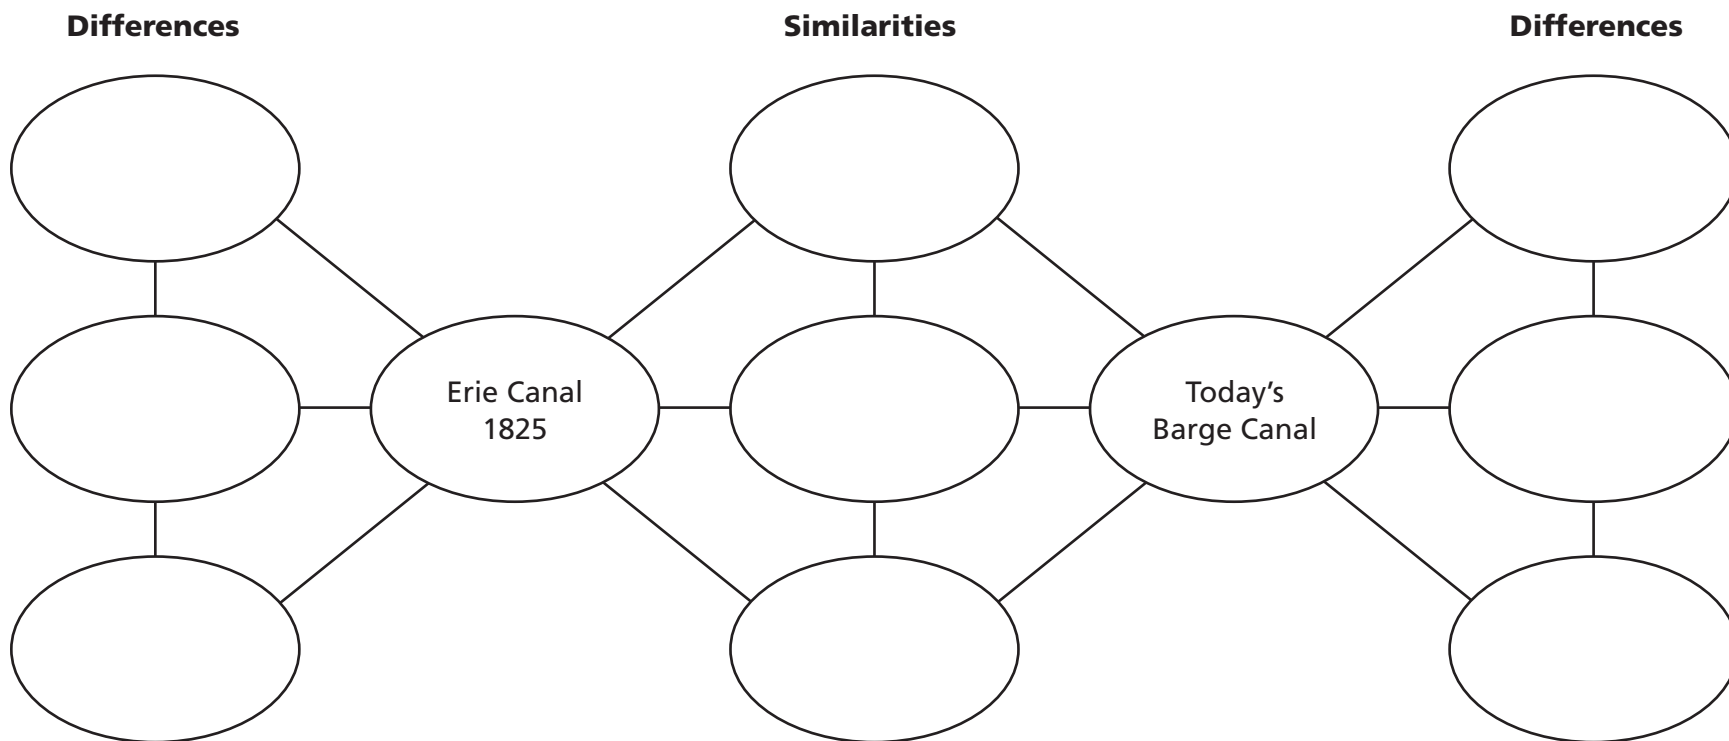 Differences
Similarities
Differences
Erie Canal
1825
Today’s
Barge Canal